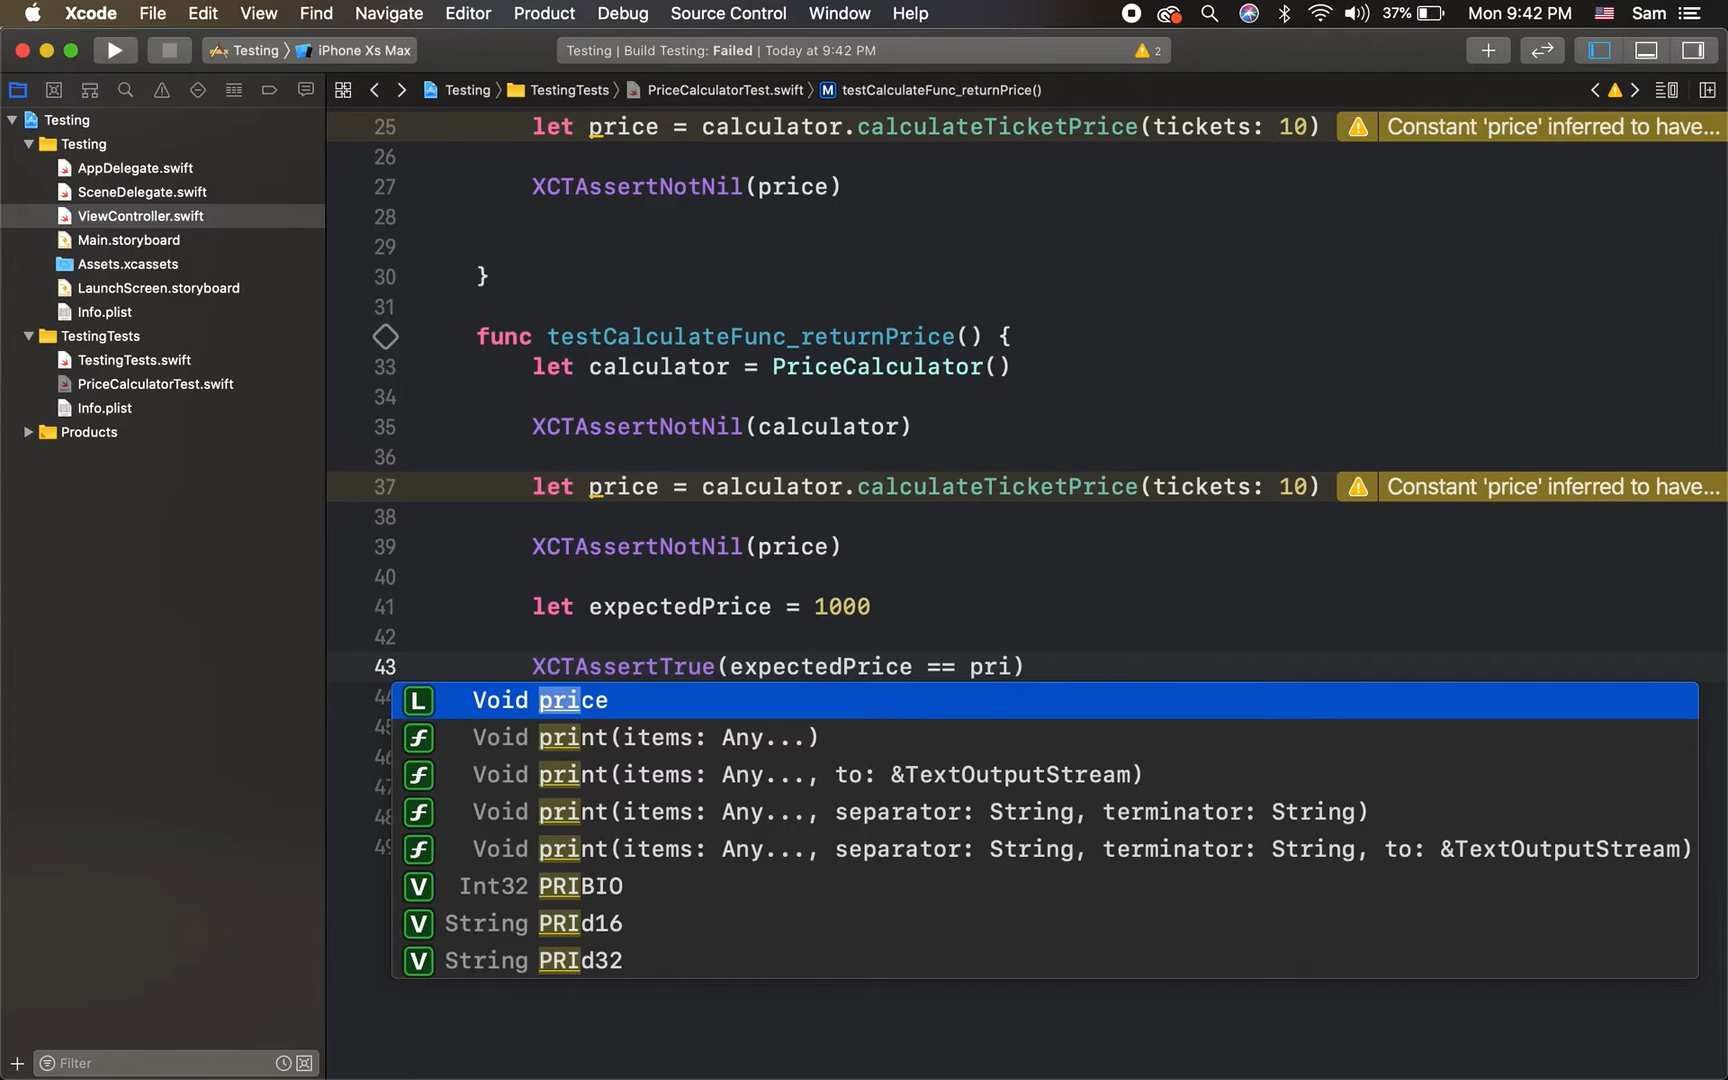 Xcode File Edit View Find Navigate Editor Product Debug Source Control Window Help 37% Mon 9:42 PM Sam
Testing iPhone Xs Max Testing | Build Testing: Failed | Today at 9:42 PM 2
Testing TestingTests PriceCalculatorTest.swift M testCalculateFunc_returnPrice()
Testing
Testing
AppDelegate.swift
SceneDelegate.swift
ViewController.swift
Main.storyboard
Assets.xcassets
LaunchScreen.storyboard
Info.plist
TestingTests
TestingTests.swift
PriceCalculatorTest.swift
Info.plist
Products
Filter
25 let price = calculator.calculateTicketPrice(tickets: 10) Constant 'price' inferred to have...
26
27 XCTAssertNotNil(price)
28
29
30 }
31
func testCalculateFunc_returnPrice() {
33 let calculator = PriceCalculator()
34
35 XCTAssertNotNil(calculator)
36
37 let price = calculator.calculateTicketPrice(tickets: 10) Constant 'price' inferred to have...
38
39 XCTAssertNotNil(price)
40
41 let expectedPrice = 1000
42
43 XCTAssertTrue(expectedPrice == pri)
L Void price
f Void print(items: Any...)
f Void print(items: Any..., to: &TextOutputStream)
f Void print(items: Any..., separator: String, terminator: String)
f Void print(items: Any..., separator: String, terminator: String, to: &TextOutputStream)
V Int32 PRIBIO
V String PRId16
V String PRId32